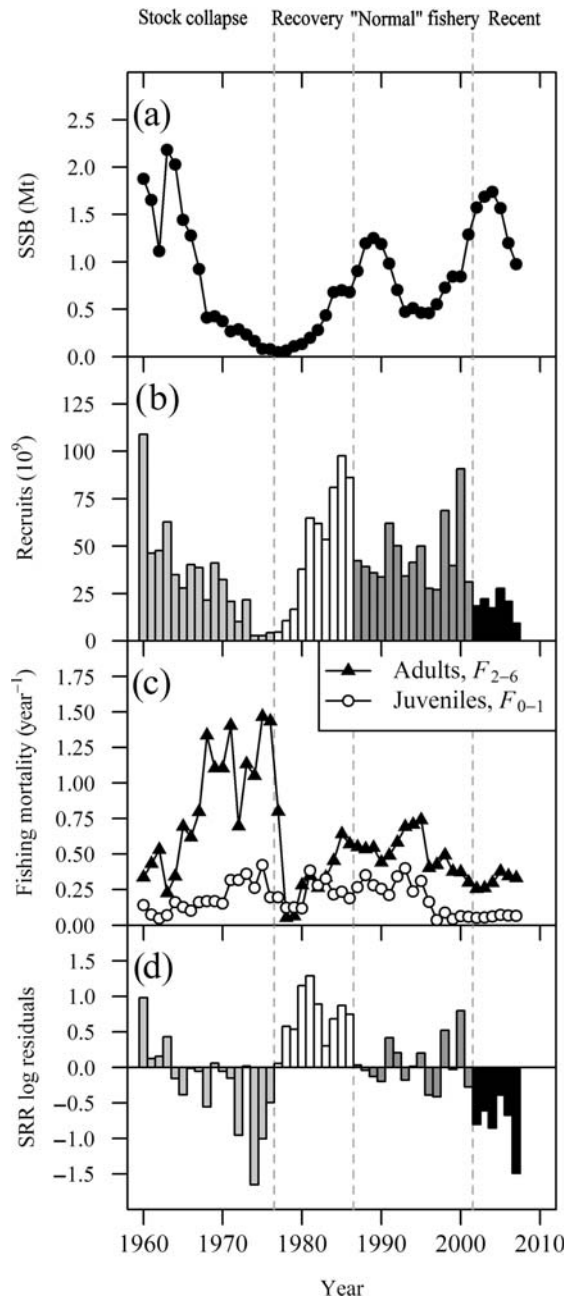 Stock collapse Recovery "Normal" fishery Recent
(a)
SSB (Mt)
2.5
2.0
1.5
1.0
0.5
0.0
(b)
Recruits (10⁹)
125
100
75
50
25
0
(c)
Adults, F₂₋₆
Juveniles, F₀₋₁
Fishing mortality (year⁻¹)
1.75
1.50
1.25
1.00
0.75
0.50
0.25
0.00
(d)
SRR log residuals
1.5
1.0
0.5
0.0
−0.5
−1.0
−1.5
1960 1970 1980 1990 2000 2010
Year